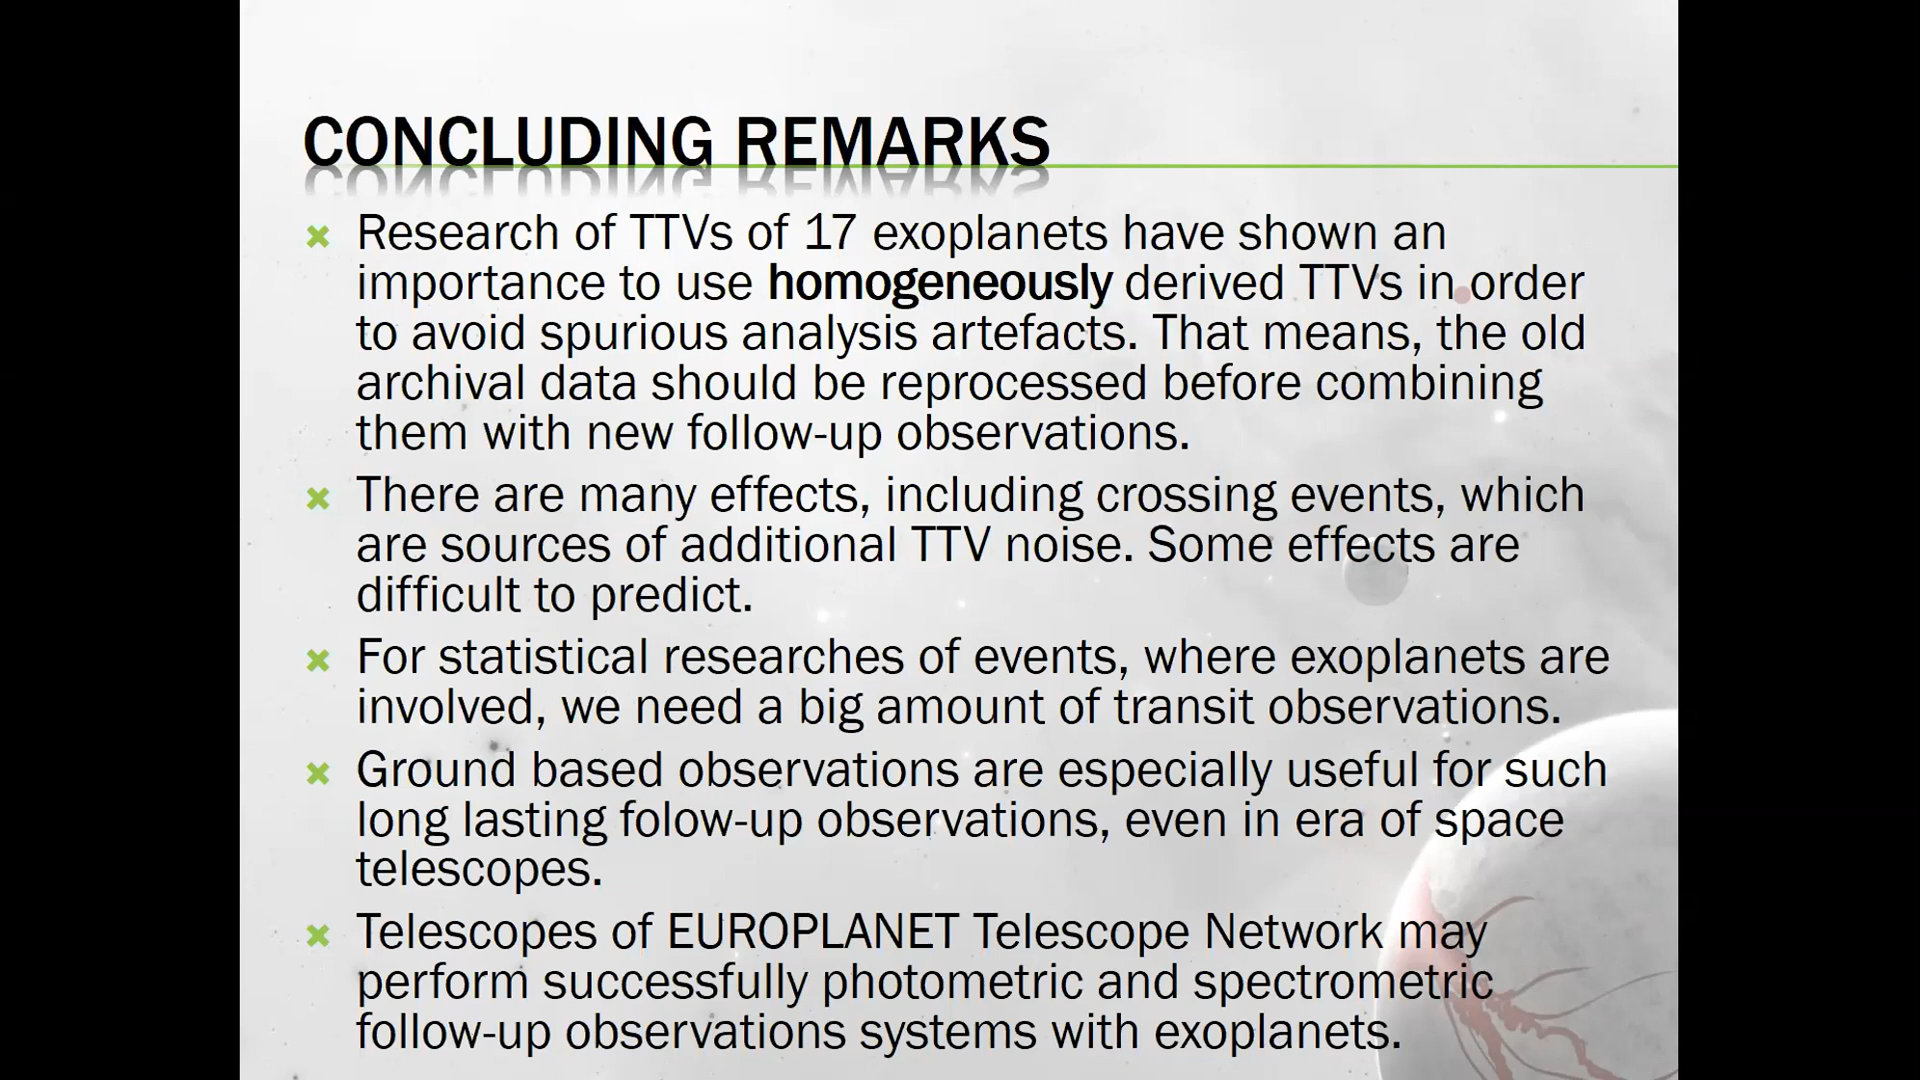 CONCLUDING REMARKS
Research of TTVs of 17 exoplanets have shown an
importance to use homogeneously derived TTVs in order
to avoid spurious analysis artefacts. That means, the old
archival data should be reprocessed before combining
them with new follow-up observations.
There are many effects, including crossing events, which
are sources of additional TTV noise. Some effects are
difficult to predict.
For statistical researches of events, where exoplanets are
involved, we need a big amount of transit observations.
Ground based observations are especially useful for such
long lasting folow-up observations, even in era of space
telescopes.
Telescopes of EUROPLANET Telescope Network may
perform successfully photometric and spectrometric
follow-up observations systems with exoplanets.